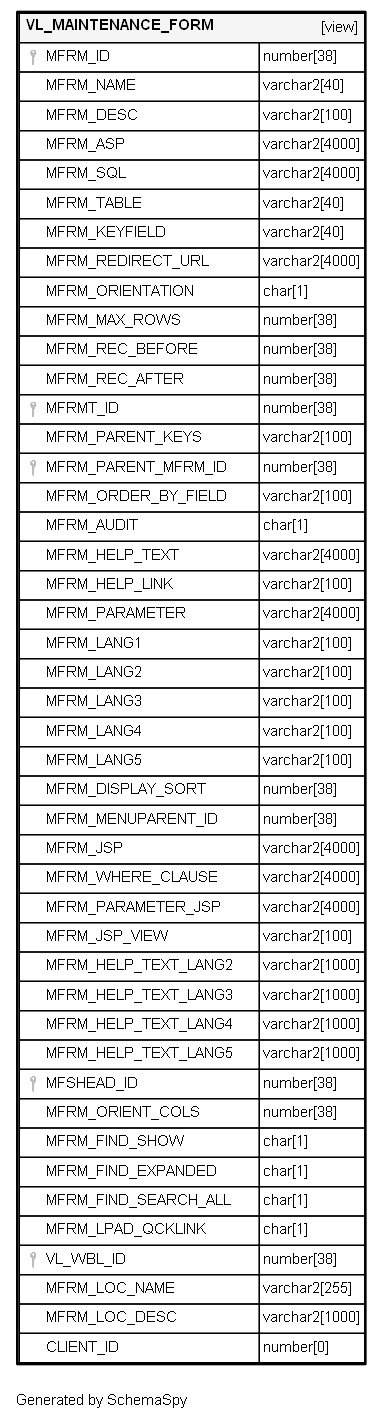 VL_MAINTENANCE_FORM [view]
MFRM_ID number[38]
MFRM_NAME varchar2[40]
MFRM_DESC varchar2[100]
MFRM_ASP varchar2[4000]
MFRM_SQL varchar2[4000]
MFRM_TABLE varchar2[40]
MFRM_KEYFIELD varchar2[40]
MFRM_REDIRECT_URL varchar2[4000]
MFRM_ORIENTATION char[1]
MFRM_MAX_ROWS number[38]
MFRM_REC_BEFORE number[38]
MFRM_REC_AFTER number[38]
MFRMT_ID number[38]
MFRM_PARENT_KEYS varchar2[100]
MFRM_PARENT_MFRM_ID number[38]
MFRM_ORDER_BY_FIELD varchar2[100]
MFRM_AUDIT char[1]
MFRM_HELP_TEXT varchar2[4000]
MFRM_HELP_LINK varchar2[100]
MFRM_PARAMETER varchar2[4000]
MFRM_LANG1 varchar2[100]
MFRM_LANG2 varchar2[100]
MFRM_LANG3 varchar2[100]
MFRM_LANG4 varchar2[100]
MFRM_LANG5 varchar2[100]
MFRM_DISPLAY_SORT number[38]
MFRM_MENUPARENT_ID number[38]
MFRM_JSP varchar2[4000]
MFRM_WHERE_CLAUSE varchar2[4000]
MFRM_PARAMETER_JSP varchar2[4000]
MFRM_JSP_VIEW varchar2[100]
MFRM_HELP_TEXT_LANG2 varchar2[1000]
MFRM_HELP_TEXT_LANG3 varchar2[1000]
MFRM_HELP_TEXT_LANG4 varchar2[1000]
MFRM_HELP_TEXT_LANG5 varchar2[1000]
MFSHEAD_ID number[38]
MFRM_ORIENT_COLS number[38]
MFRM_FIND_SHOW char[1]
MFRM_FIND_EXPANDED char[1]
MFRM_FIND_SEARCH_ALL char[1]
MFRM_LPAD_QCKLINK char[1]
VL_WBL_ID number[38]
MFRM_LOC_NAME varchar2[255]
MFRM_LOC_DESC varchar2[1000]
CLIENT_ID number[0]
Generated by SchemaSpy